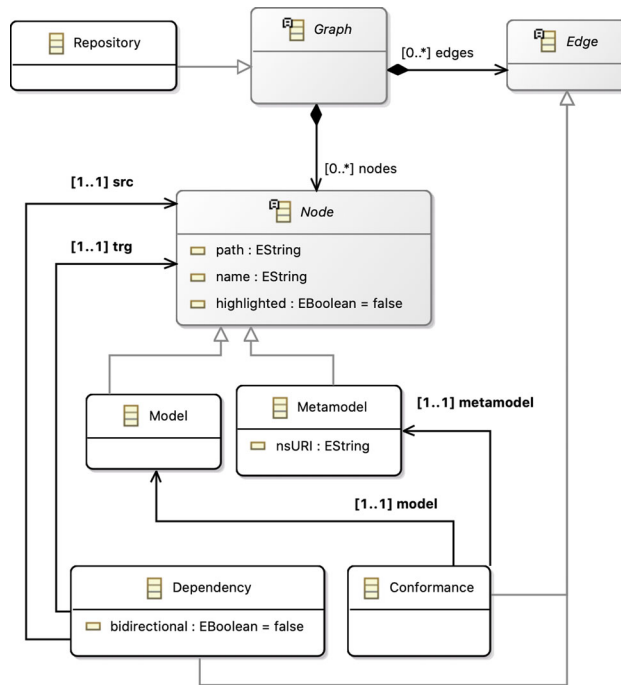 Repository
Graph
[0..*] edges
Edge
[0..*] nodes
[1..1] src
Node
[1..1] trg
path : EString
name : EString
highlighted : EBoolean = false
Model
Metamodel
nsURI : EString
[1..1] metamodel
[1..1] model
Dependency
bidirectional : EBoolean = false
Conformance